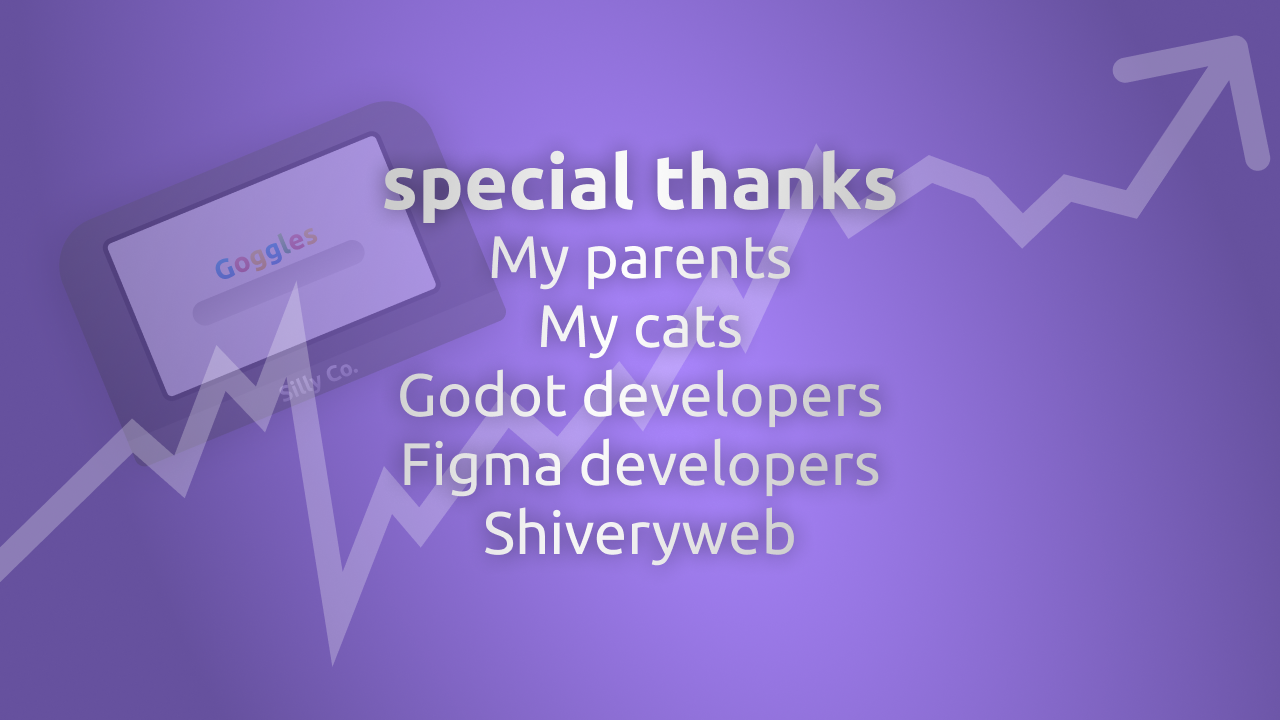 special thanks
My parents
My cats
Godot developers
Figma developers
Shiveryweb
Goggles
Silly Co.